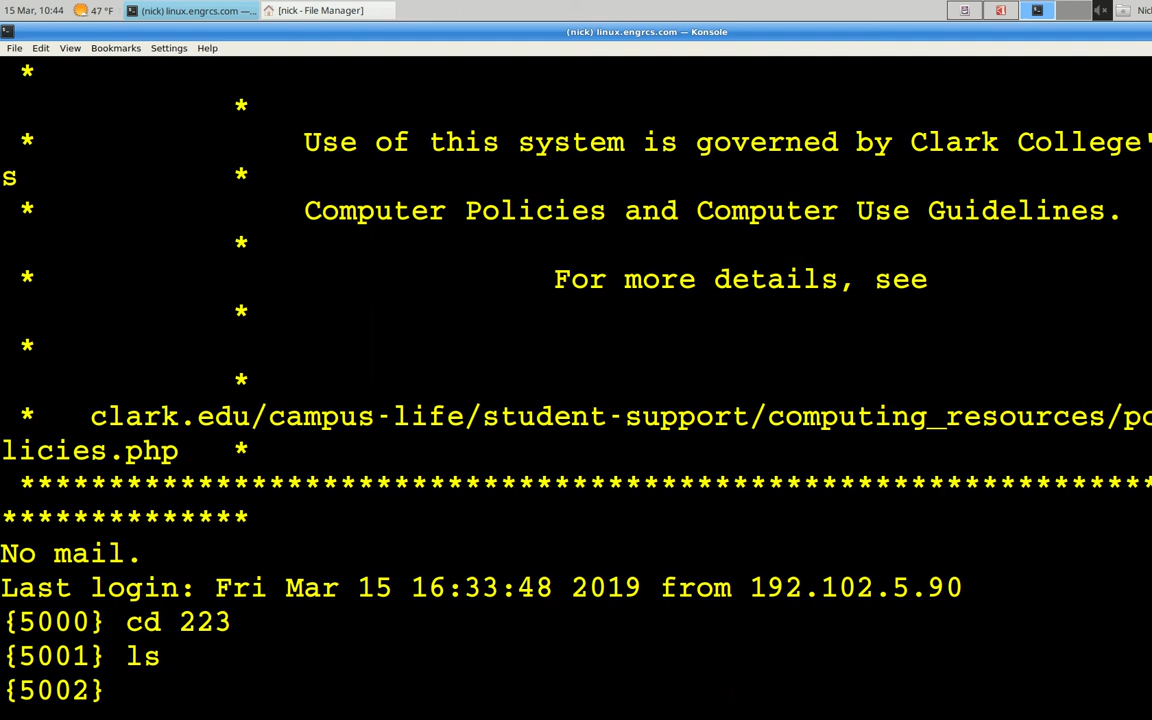 15 Mar, 10:44 47 °F (nick) linux.engrcs.com —... [nick - File Manager]
(nick) linux.engrcs.com — Konsole
File Edit View Bookmarks Settings Help
*
*
* Use of this system is governed by Clark College'
s *
* Computer Policies and Computer Use Guidelines.
*
* For more details, see
*
*
*
* clark.edu/campus-life/student-support/computing_resources/po
licies.php *
*****************************************************************
**************
No mail.
Last login: Fri Mar 15 16:33:48 2019 from 192.102.5.90
{5000} cd 223
{5001} ls
{5002}